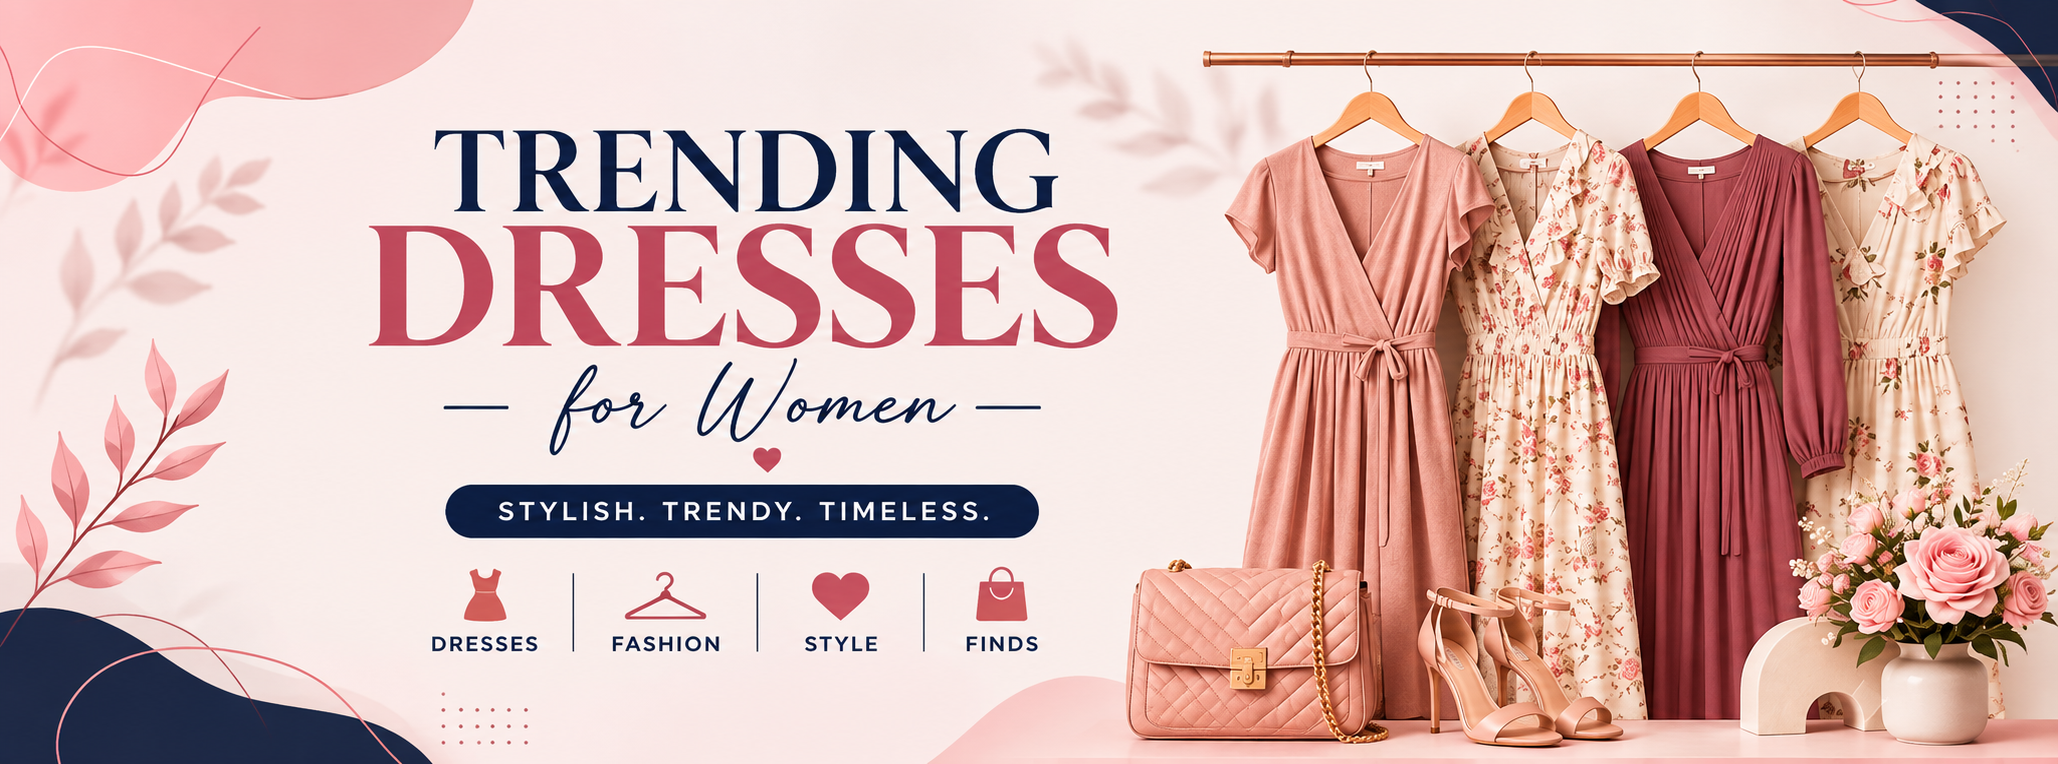 TRENDING
DRESSES
for Women
STYLISH. TRENDY. TIMELESS.
DRESSES
FASHION
STYLE
FINDS